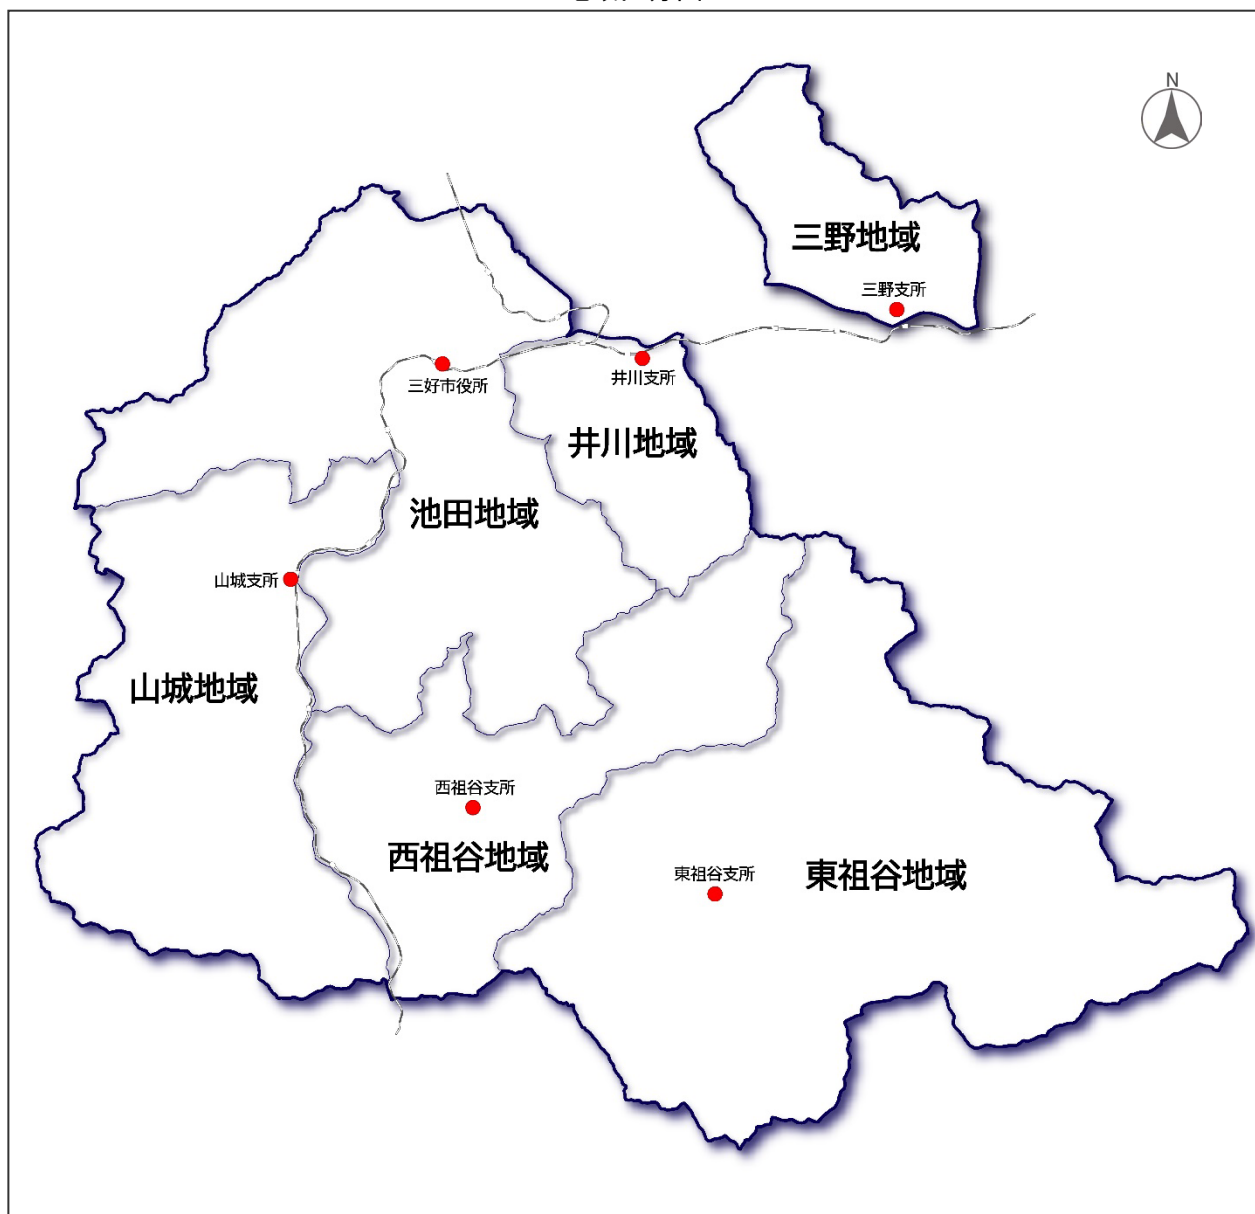 N
三野地域
三野支所
三好市役所
井川支所
井川地域
池田地域
山城支所
山城地域
西祖谷支所
西祖谷地域
東祖谷支所
東祖谷地域